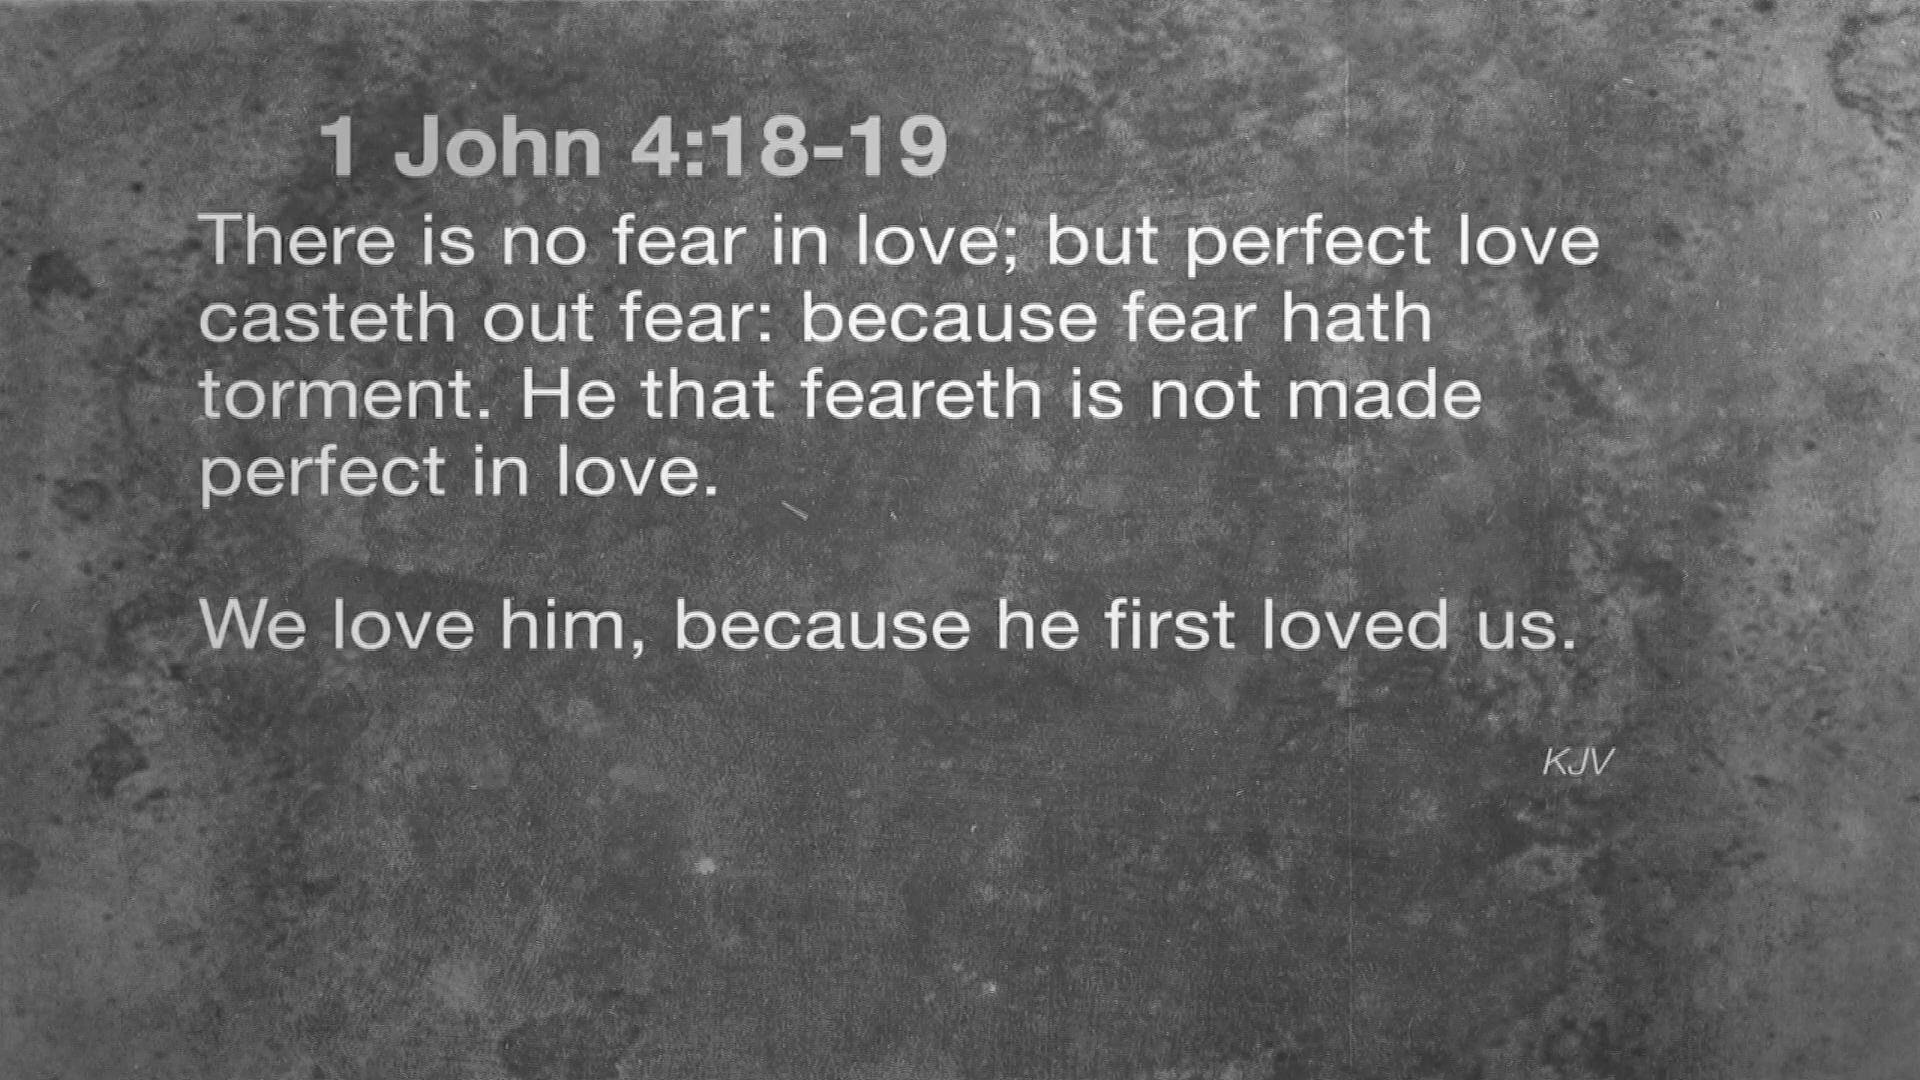 1 John 4:18-19
There is no fear in love; but perfect love
casteth out fear: because fear hath
torment. He that feareth is not made
perfect in love.
We love him, because he first loved us.
KJV